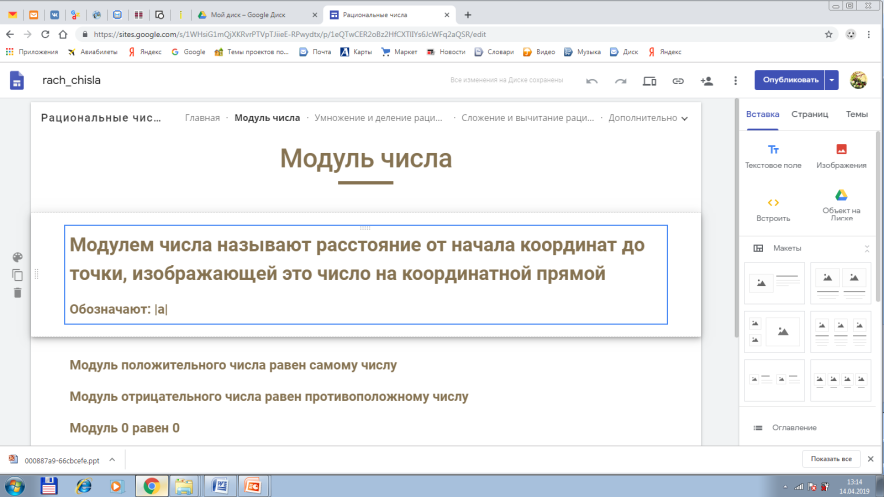 Мой диск – Google Диск
Рациональные числа
https://sites.google.com/s/1WHsiG1mQjXKRvrPTVpTJieE-RPwydtx/p/1eQTwCER2o8z2HfCXTIlYs6JcWFq2aQSR/edit
Приложения Авиабилеты Яндекс Google Темы проектов по... Почта Карты Маркет Новости Словари Видео Музыка Диск Яндекс
rach_chisla
Все изменения на Диске сохранены
Опубликовать
Рациональные чис...
Главная Модуль числа Умножение и деление раци... Сложение и вычитание раци... Дополнительно
Вставка Страниц Темы
Модуль числа
Модулем числа называют расстояние от начала координат до
точки, изображающей это число на координатной прямой
Обозначают: |а|
Модуль положительного числа равен самому числу
Модуль отрицательного числа равен противоположному числу
Модуль 0 равен 0
Текстовое поле Изображения
Встроить Объект на Диске
Макеты
Оглавление
000887a9-66cbcefe.ppt
Показать все
13:14
14.04.2019